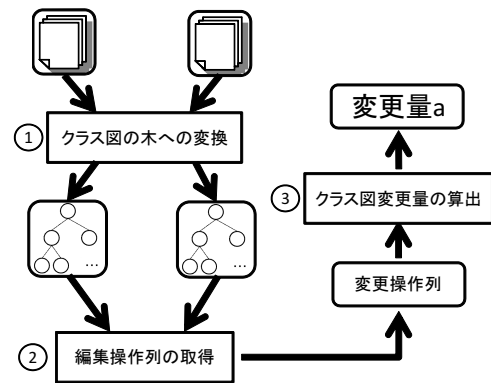 ① クラス図の木への変換
…
…
② 編集操作列の取得
変更量a
③ クラス図変更量の算出
変更操作列